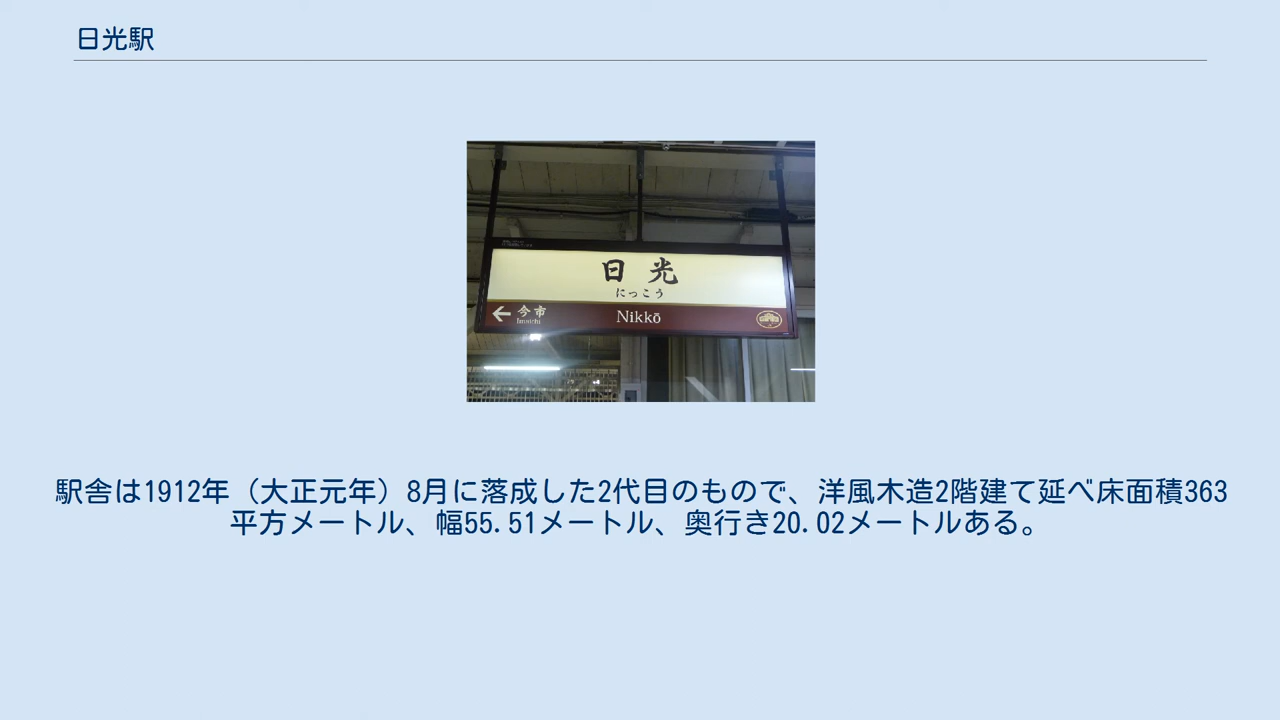 日光駅
日光
にっこう
←今市
Imaichi
Nikkō
駅舎は1912年（大正元年）8月に落成した2代目のもので、洋風木造2階建て延べ床面積363
平方メートル、幅55.51メートル、奥行き20.02メートルある。